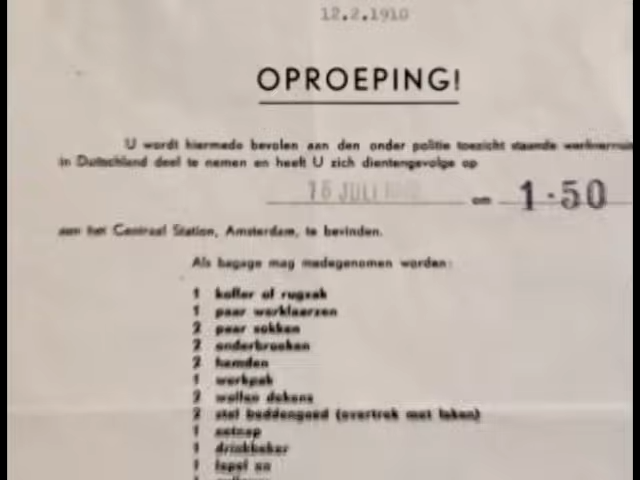 12.2.1910
OPROEPING!
U wordt hiermede bevolen aan den onder politie toezicht staande
in Duitschland deel te nemen en heeft U zich dientengevolge op
15 JULI om 1.50
aan het Centraal Station, Amsterdam, te bevinden.
Als bagage mag medegenomen worden:
1 koffer of rugzak
1 paar werklaarzen
2 paar sokken
2 onderbroeken
2 hemden
1 werkpak
2 wollen dekens
2 stel beddengoed (overtrek met laken)
1 eetnap
1 drinkbeker
1 lepel en